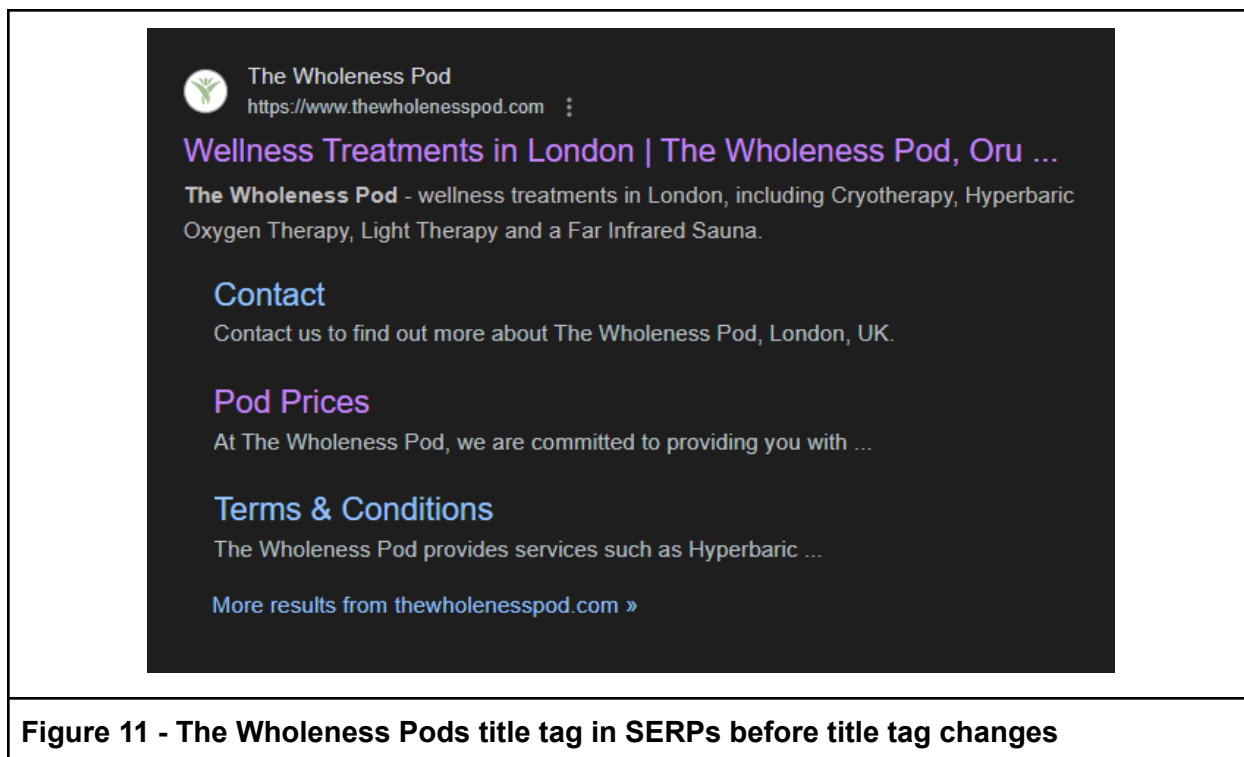 The Wholeness Pod
https://www.thewholenesspod.com
Wellness Treatments in London | The Wholeness Pod, Oru ...
The Wholeness Pod - wellness treatments in London, including Cryotherapy, Hyperbaric
Oxygen Therapy, Light Therapy and a Far Infrared Sauna.
Contact
Contact us to find out more about The Wholeness Pod, London, UK.
Pod Prices
At The Wholeness Pod, we are committed to providing you with ...
Terms & Conditions
The Wholeness Pod provides services such as Hyperbaric ...
More results from thewholenesspod.com »
Figure 11 - The Wholeness Pods title tag in SERPs before title tag changes